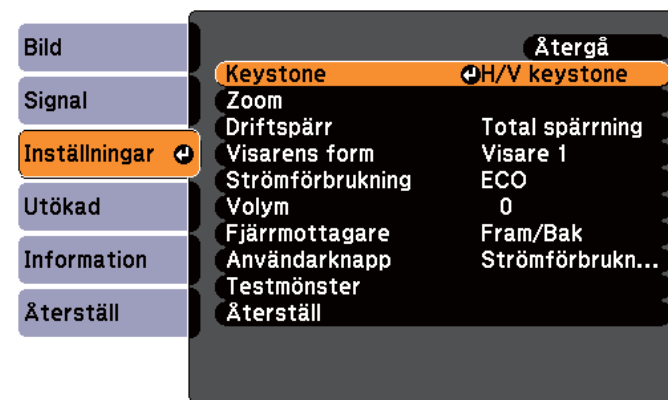 Bild
Signal
Inställningar
Utökad
Information
Återställ
Återgå
Keystone H/V keystone
Zoom
Driftspärr Total spärrning
Visarens form Visare 1
Strömförbrukning ECO
Volym 0
Fjärrmottagare Fram/Bak
Användarknapp Strömförbrukn...
Testmönster
Återställ